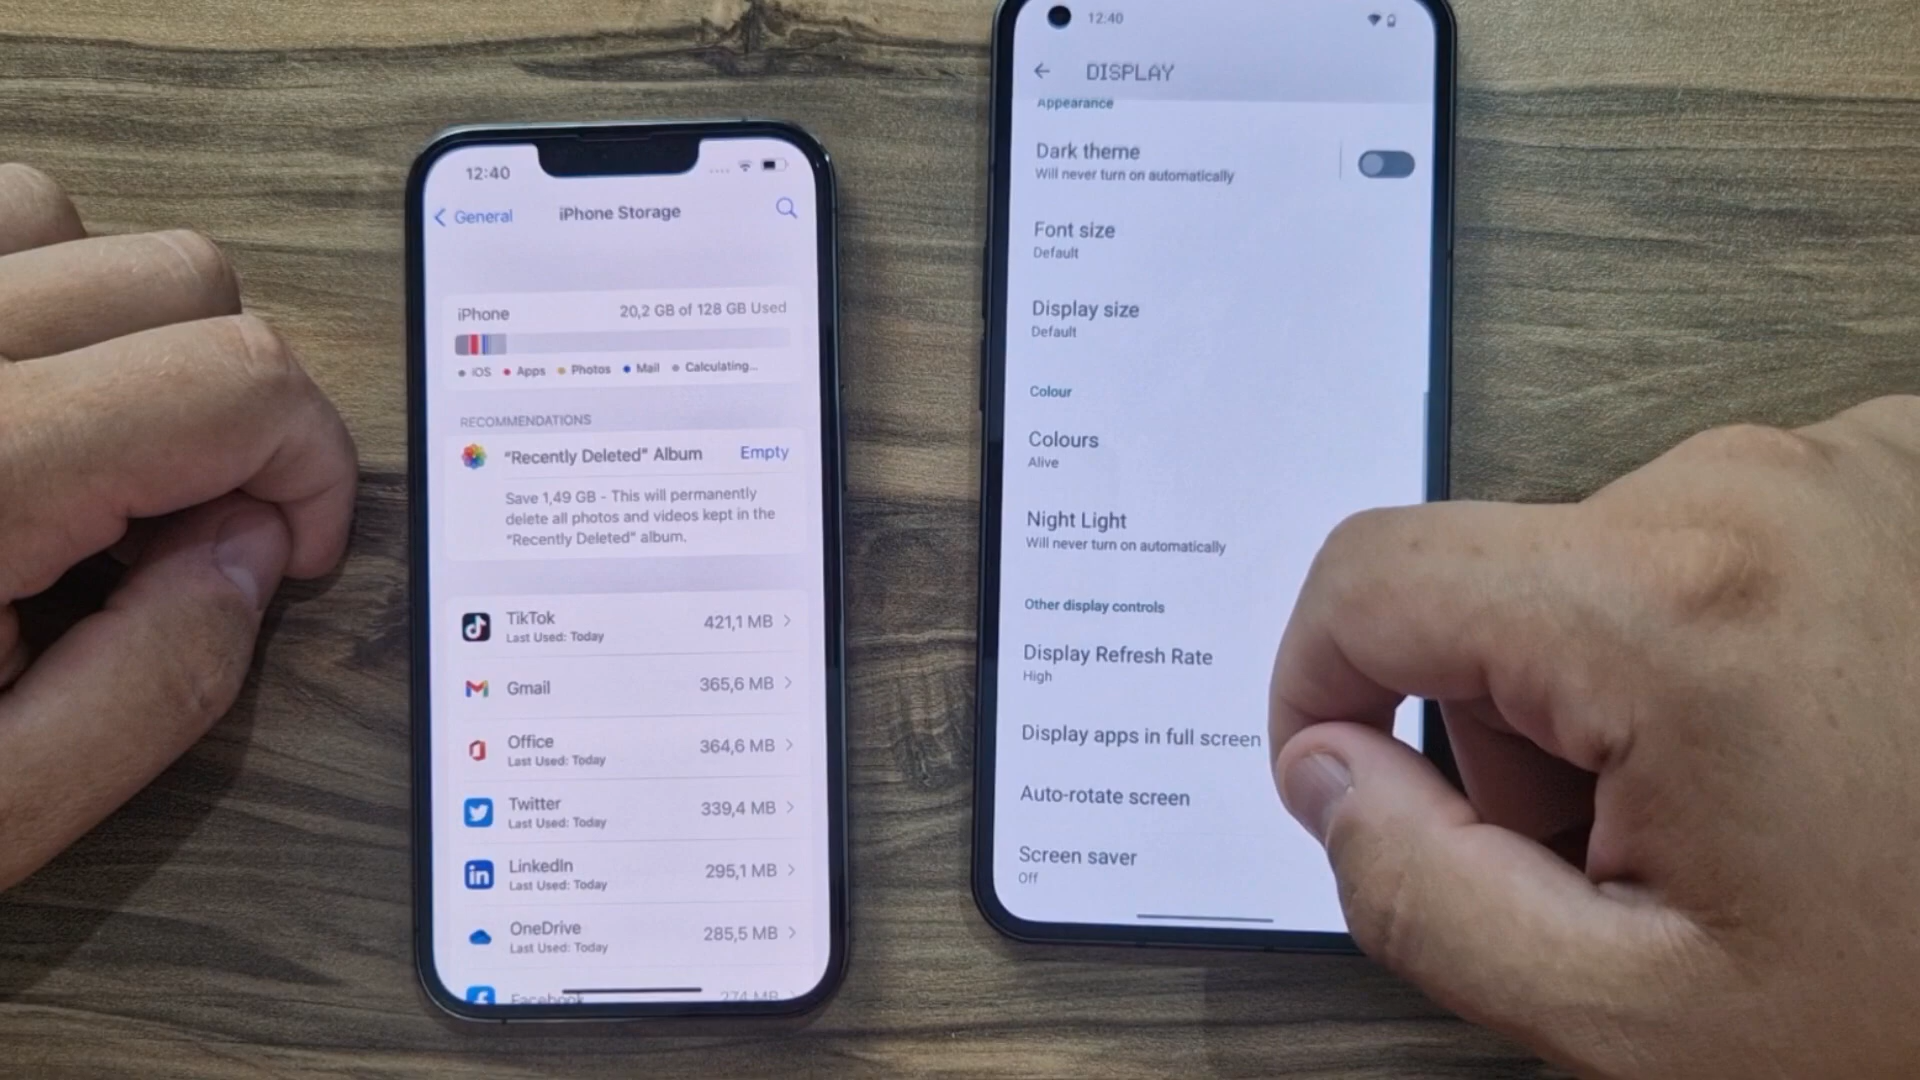 12:40
General
iPhone Storage
iPhone
20,2 GB of 128 GB Used
iOS
Apps
Photos
Mail
Calculating...
RECOMMENDATIONS
"Recently Deleted" Album
Empty
Save 1,49 GB - This will permanently
delete all photos and videos kept in the
"Recently Deleted" album.
TikTok
421,1 MB
Last Used: Today
Gmail
365,6 MB
Office
364,6 MB
Last Used: Today
Twitter
339,4 MB
Last Used: Today
LinkedIn
295,1 MB
Last Used: Today
in
OneDrive
285,5 MB
Last Used: Today
Facebook
274 MB
12:40
DISPLAY
Appearance
Dark theme
Will never turn on automatically
Font size
Default
Display size
Default
Colour
Colours
Alive
Night Light
Will never turn on automatically
Other display controls
Display Refresh Rate
High
Display apps in full screen
Auto-rotate screen
Screen saver
Off